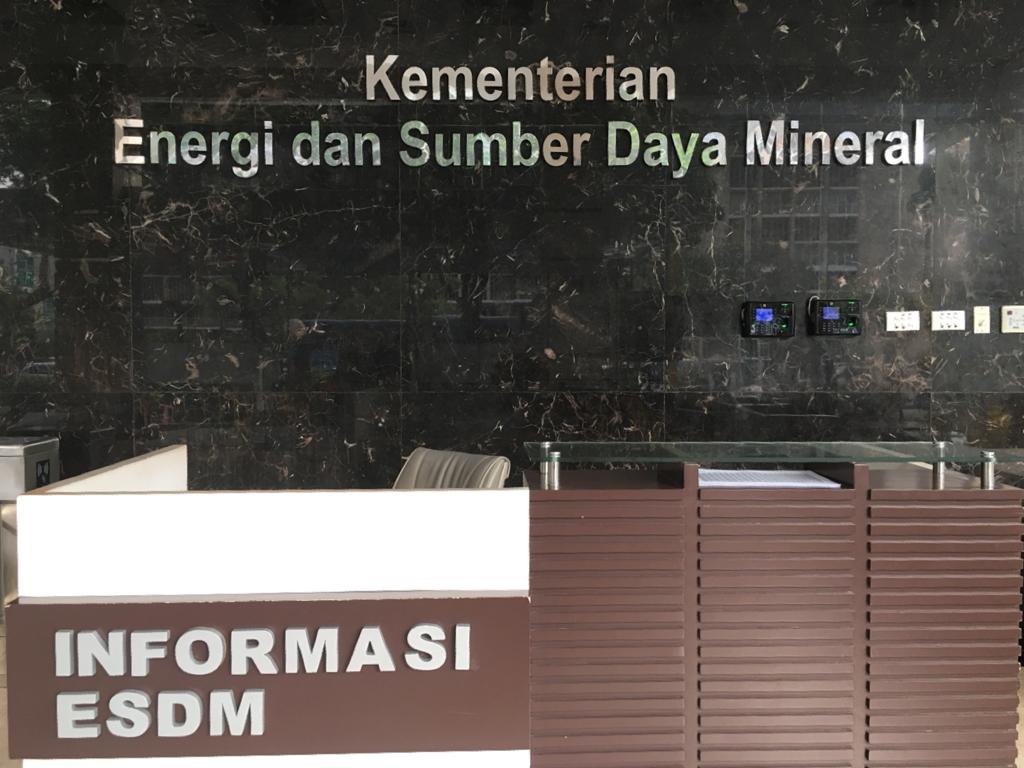 Kementerian
Energi dan Sumber Daya Mineral
INFORMASI
ESDM